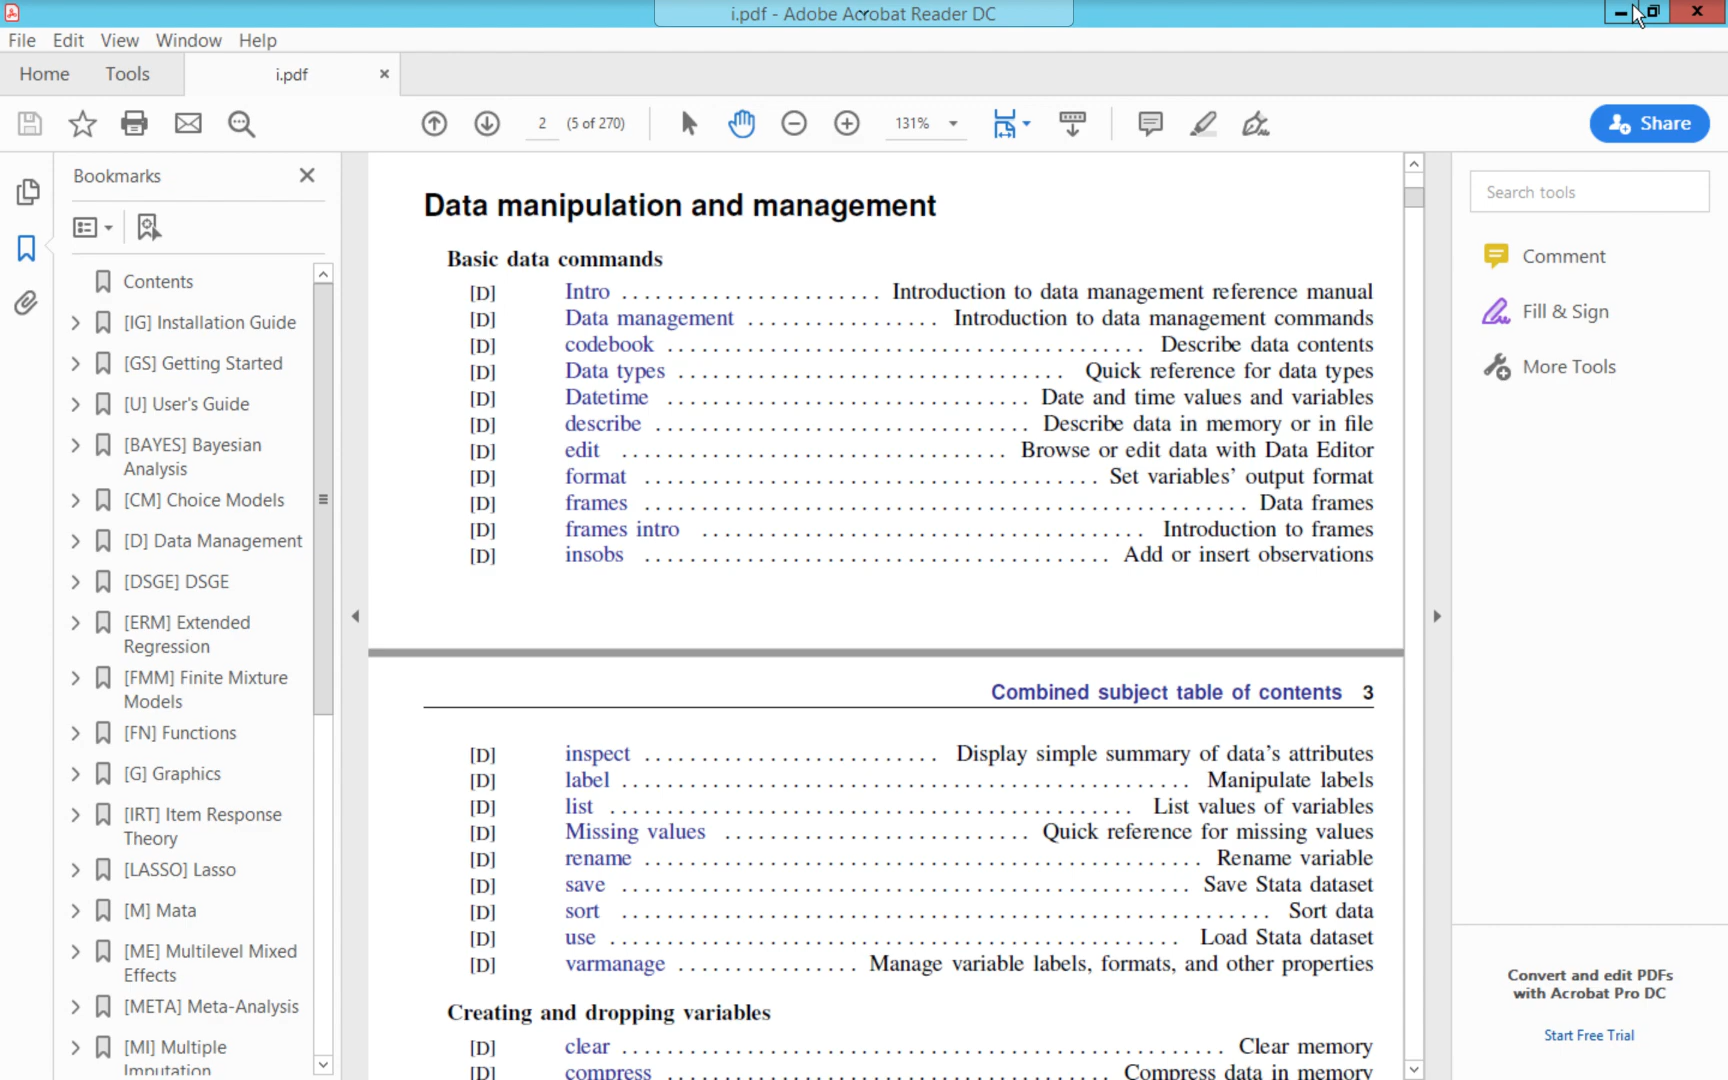 i.pdf - Adobe Acrobat Reader DC
File Edit View Window Help
Home Tools i.pdf
2 (5 of 270) 131% Share
Bookmarks
Contents
[IG] Installation Guide
[GS] Getting Started
[U] User's Guide
[BAYES] Bayesian
Analysis
[CM] Choice Models
[D] Data Management
[DSGE] DSGE
[ERM] Extended
Regression
[FMM] Finite Mixture
Models
[FN] Functions
[G] Graphics
[IRT] Item Response
Theory
[LASSO] Lasso
[M] Mata
[ME] Multilevel Mixed
Effects
[META] Meta-Analysis
[MI] Multiple
Imputation
Data manipulation and management
Basic data commands
[D] Intro ....................... Introduction to data management reference manual
[D] Data management ................. Introduction to data management commands
[D] codebook ........................................... Describe data contents
[D] Data types ................................... Quick reference for data types
[D] Datetime ................................. Date and time values and variables
[D] describe .................................. Describe data in memory or in file
[D] edit ................................... Browse or edit data with Data Editor
[D] format ......................................... Set variables' output format
[D] frames ...................................................... Data frames
[D] frames intro ........................................ Introduction to frames
[D] insobs .......................................... Add or insert observations
Combined subject table of contents 3
[D] inspect ........................... Display simple summary of data's attributes
[D] label ................................................... Manipulate labels
[D] list ............................................... List values of variables
[D] Missing values ............................ Quick reference for missing values
[D] rename .................................................. Rename variable
[D] save ................................................... Save Stata dataset
[D] sort .......................................................... Sort data
[D] use ................................................... Load Stata dataset
[D] varmanage ................ Manage variable labels, formats, and other properties
Creating and dropping variables
[D] clear ...................................................... Clear memory
[D] compress ......................................... Compress data in memory
Search tools
Comment
Fill & Sign
More Tools
Convert and edit PDFs
with Acrobat Pro DC
Start Free Trial